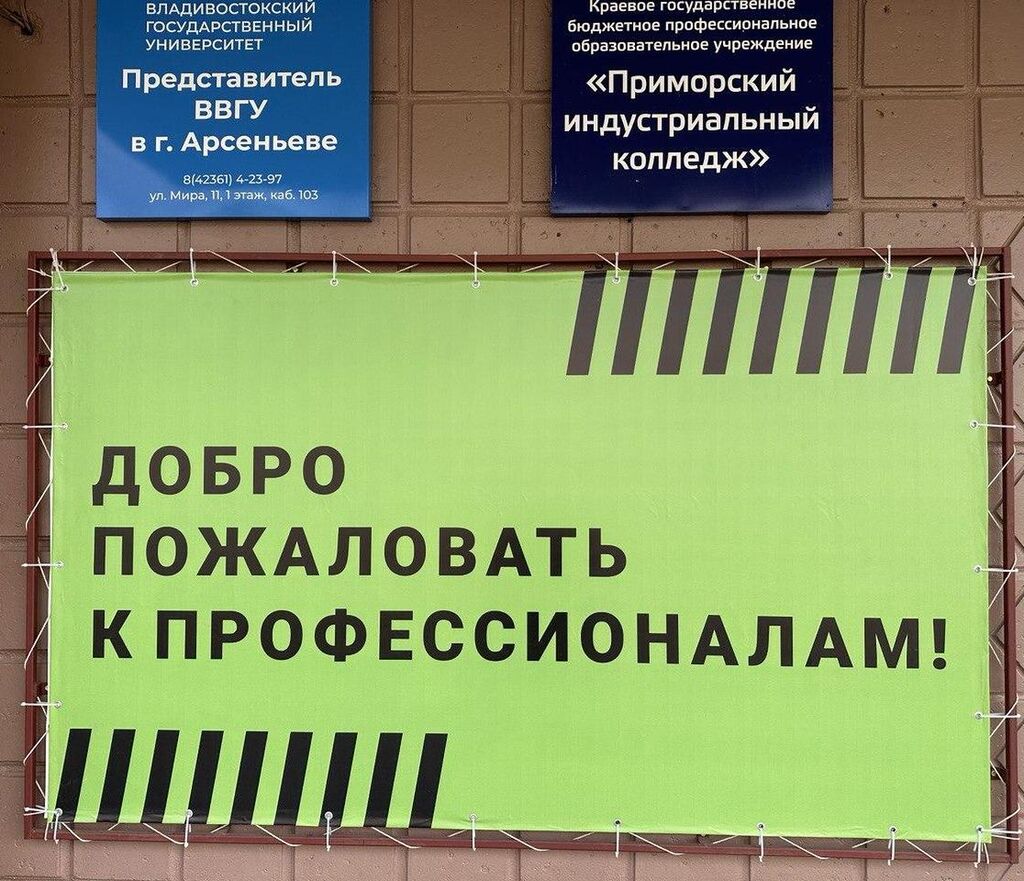 ВЛАДИВОСТОКСКИЙ
ГОСУДАРСТВЕННЫЙ
УНИВЕРСИТЕТ
Представитель
ВВГУ
в г. Арсеньеве
8(42361) 4-23-97
ул. Мира, 11, 1 этаж, каб. 103
Краевое государственное
бюджетное профессиональное
образовательное учреждение
«Приморский
индустриальный
колледж»
ДОБРО
ПОЖАЛОВАТЬ
К ПРОФЕССИОНАЛАМ!